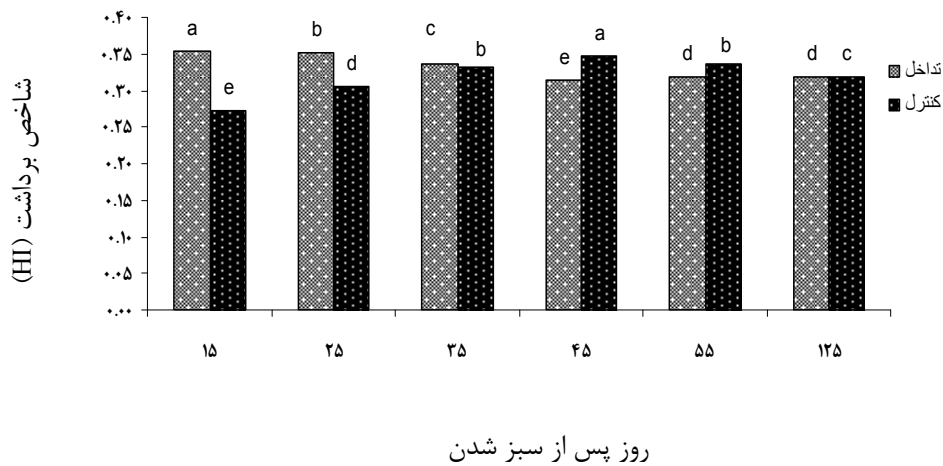 شاخص برداشت (HI)
۰.۴۰
۰.۳۵
۰.۳۰
۰.۲۵
۰.۲۰
۰.۱۵
۰.۱۰
۰.۰۵
۰.۰۰
a e b d c b e a d b d c
تداخل
کنترل
۱۵ ۲۵ ۳۵ ۴۵ ۵۵ ۱۲۵
روز پس از سبز شدن